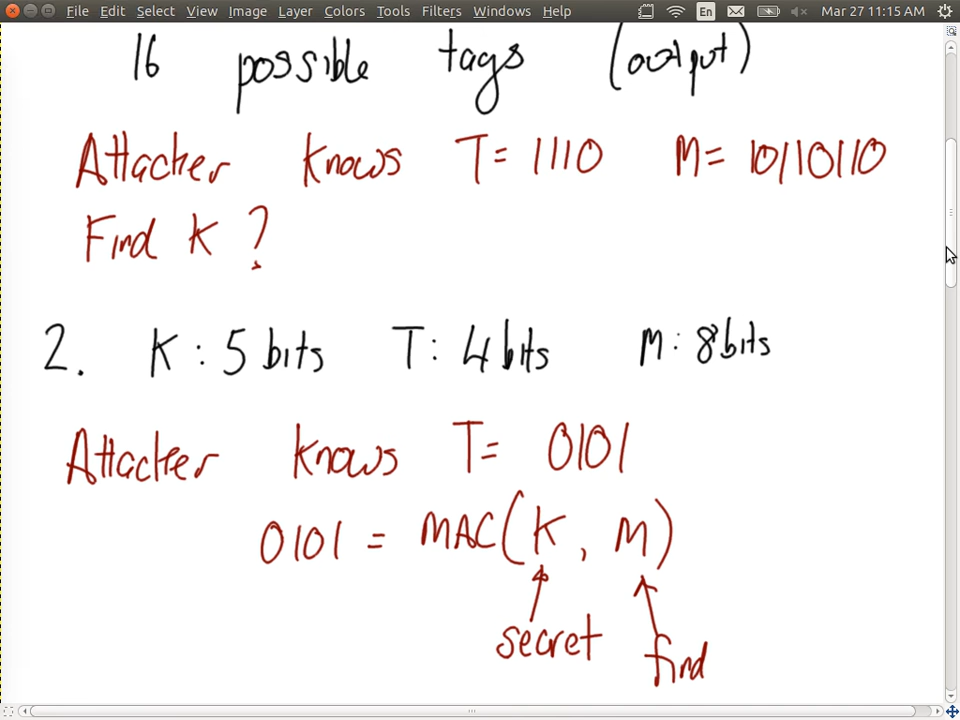 File Edit Select View Image Layer Colors Tools Filters Windows Help En Mar 27 11:15 AM
16 possible tags (output)
Attacker knows T= 1110 M= 10110110
Find K ?
2. K : 5 bits T: 4 bits M: 8 bits
Attacker knows T= 0101
0101 = MAC(K, M)
secret find